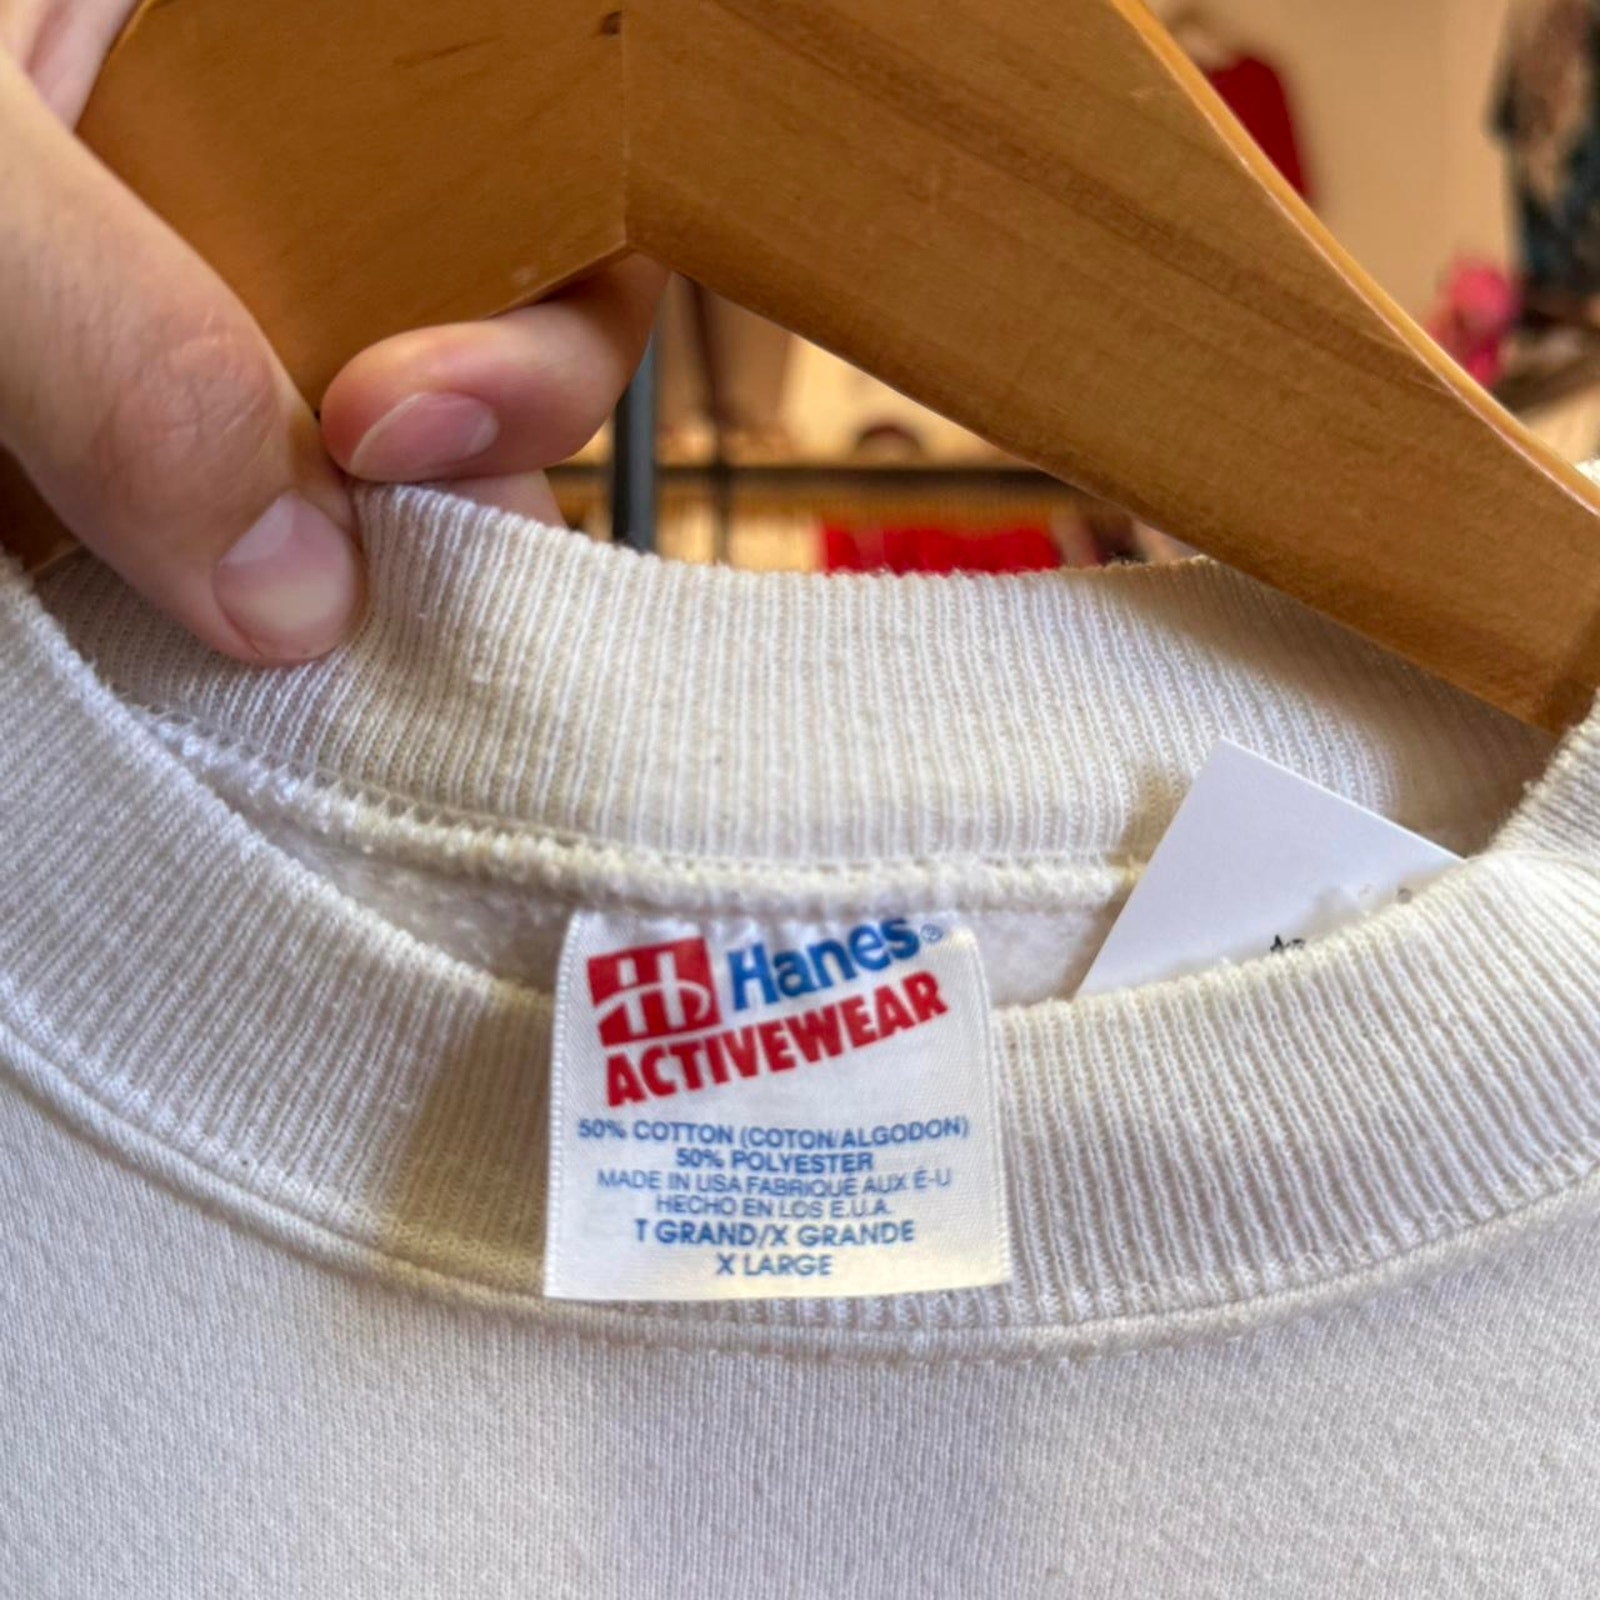 Hanes®
ACTIVEWEAR
50% COTTON (COTON/ALGODON)
50% POLYESTER
MADE IN USA FABRIQUÉ AUX É-U
HECHO EN LOS E.U.A.
T GRAND/X GRANDE
X LARGE